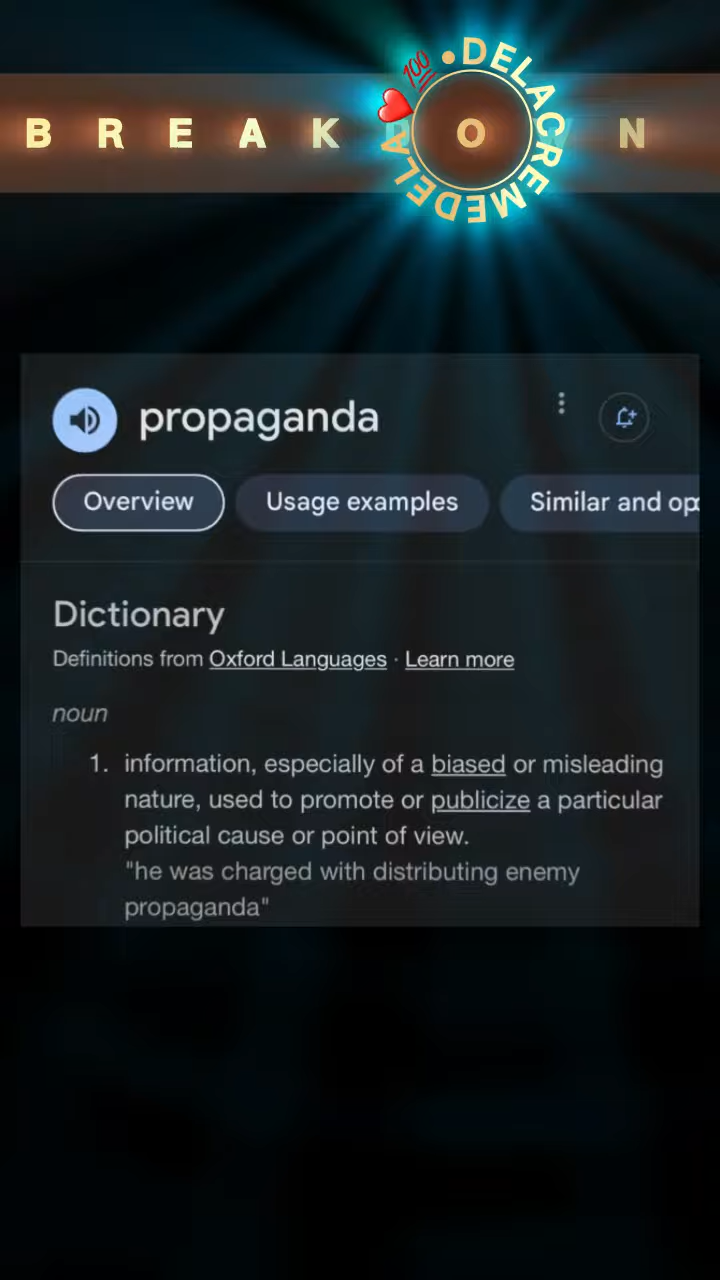 B R E A K D O W N
DELACREMEDELA 💯
propaganda
Overview
Usage examples
Similar and op
Dictionary
Definitions from Oxford Languages · Learn more
noun
1. information, especially of a biased or misleading
nature, used to promote or publicize a particular
political cause or point of view.
"he was charged with distributing enemy
propaganda"